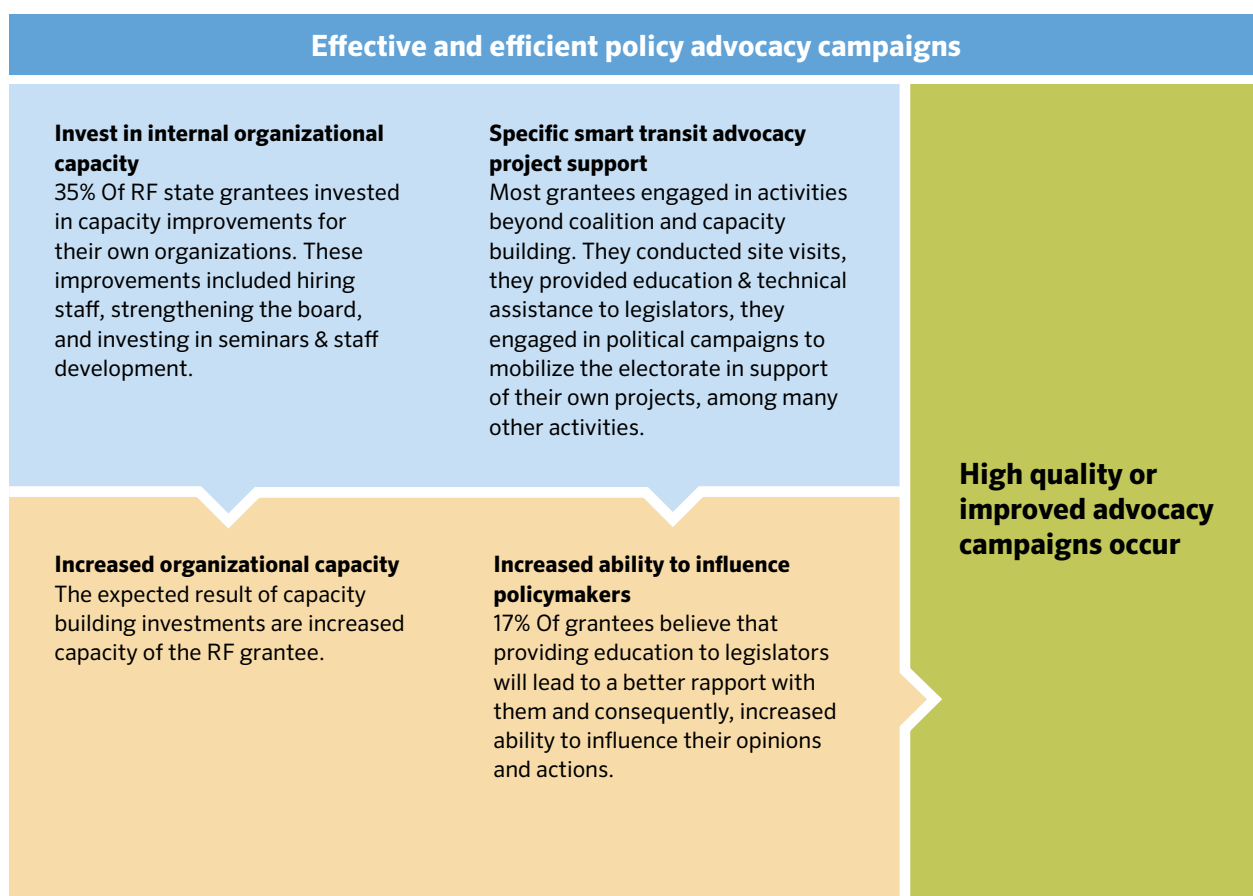 Effective and efficient policy advocacy campaigns
Invest in internal organizational
capacity
35% Of RF state grantees invested
in capacity improvements for
their own organizations. These
improvements included hiring
staff, strengthening the board,
and investing in seminars & staff
development.
Specific smart transit advocacy
project support
Most grantees engaged in activities
beyond coalition and capacity
building. They conducted site visits,
they provided education & technical
assistance to legislators, they
engaged in political campaigns to
mobilize the electorate in support
of their own projects, among many
other activities.
Increased organizational capacity
The expected result of capacity
building investments are increased
capacity of the RF grantee.
Increased ability to influence
policymakers
17% Of grantees believe that
providing education to legislators
will lead to a better rapport with
them and consequently, increased
ability to influence their opinions
and actions.
High quality or
improved advocacy
campaigns occur